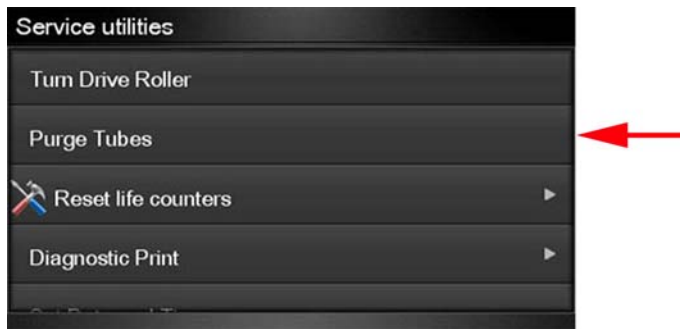 Service utilities
Turn Drive Roller
Purge Tubes
Reset life counters
Diagnostic Print